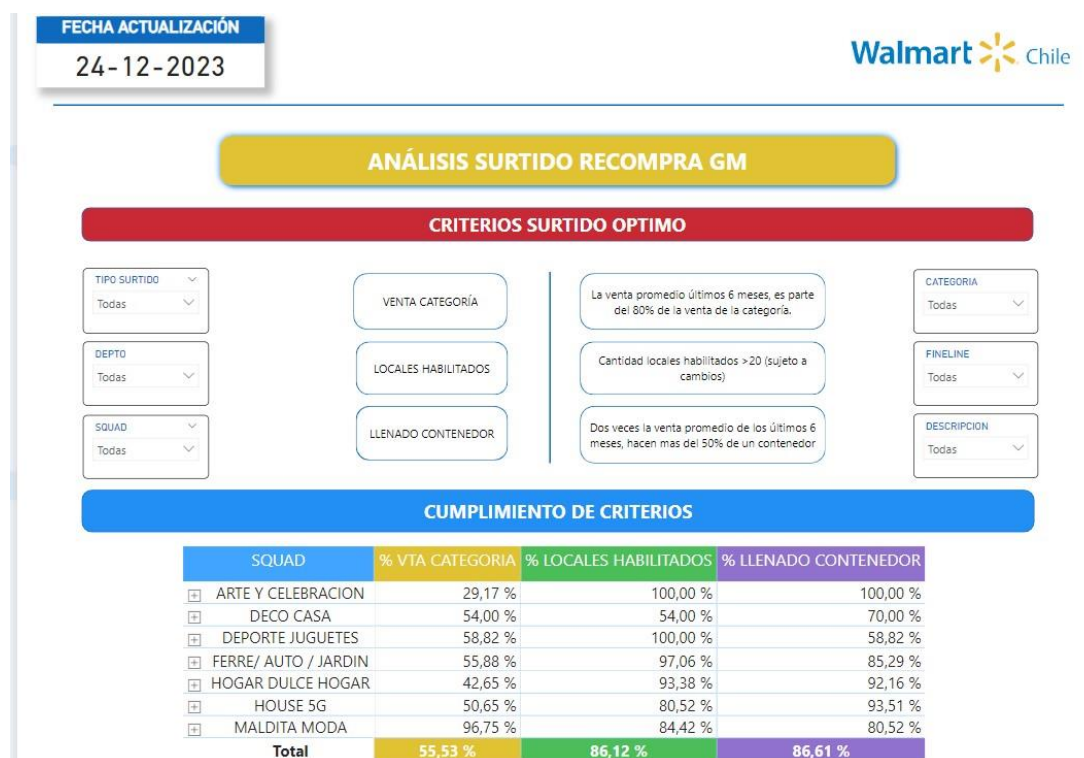 FECHA ACTUALIZACIÓN
24-12-2023
Walmart Chile
ANÁLISIS SURTIDO RECOMPRA GM
CRITERIOS SURTIDO OPTIMO
TIPO SURTIDO
Todas
DEPTO
Todas
SQUAD
Todas
VENTA CATEGORÍA
LOCALES HABILITADOS
LLENADO CONTENEDOR
La venta promedio últimos 6 meses, es parte
del 80% de la venta de la categoría.
Cantidad locales habilitados >20 (sujeto a
cambios)
Dos veces la venta promedio de los últimos 6
meses, hacen mas del 50% de un contenedor
CATEGORIA
Todas
FINELINE
Todas
DESCRIPCION
Todas
CUMPLIMIENTO DE CRITERIOS
SQUAD % VTA CATEGORIA % LOCALES HABILITADOS % LLENADO CONTENEDOR
ARTE Y CELEBRACION 29,17 % 100,00 % 100,00 %
DECO CASA 54,00 % 54,00 % 70,00 %
DEPORTE JUGUETES 58,82 % 100,00 % 58,82 %
FERRE/ AUTO / JARDIN 55,88 % 97,06 % 85,29 %
HOGAR DULCE HOGAR 42,65 % 93,38 % 92,16 %
HOUSE 5G 50,65 % 80,52 % 93,51 %
MALDITA MODA 96,75 % 84,42 % 80,52 %
Total 55,53 % 86,12 % 86,61 %